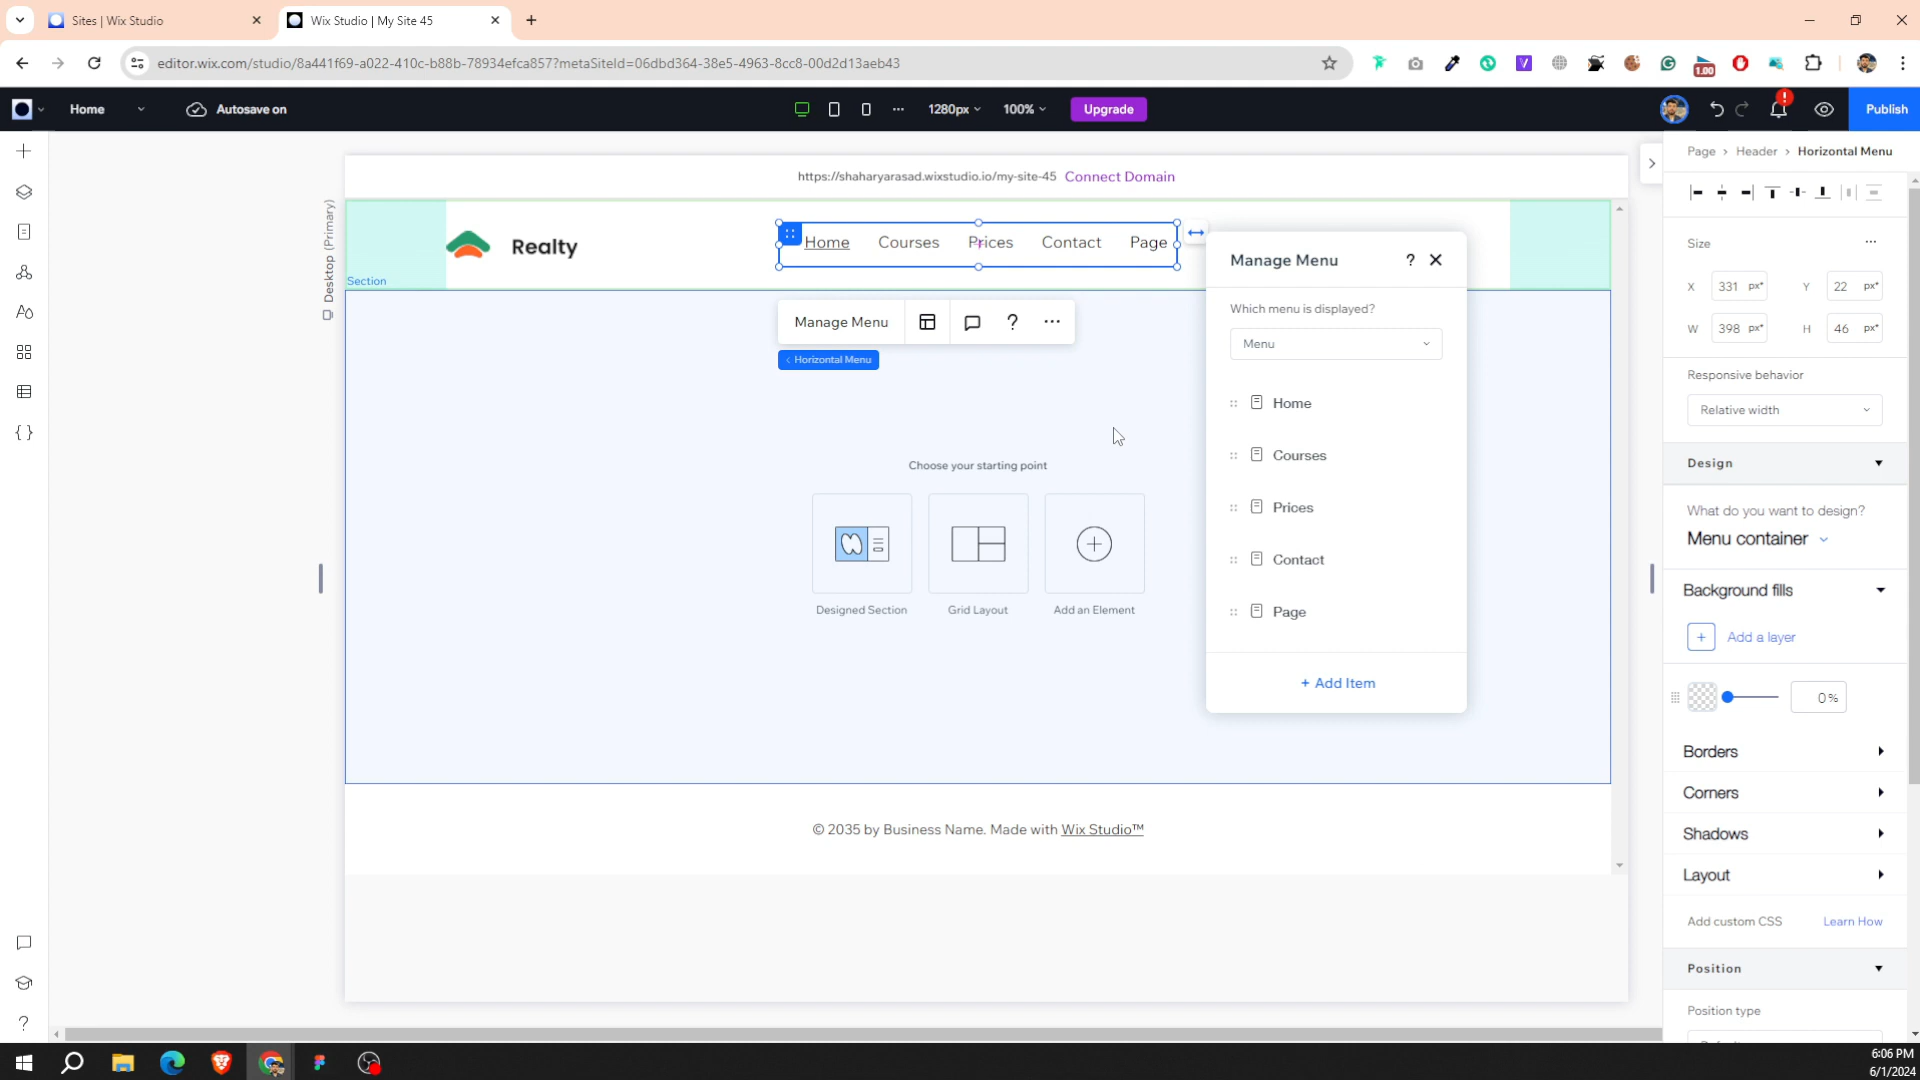 Sites | Wix Studio
Wix Studio | My Site 45
editor.wix.com/studio/8a441f69-a022-410c-b88b-78934efca857?metaSiteId=06dbd364-38e5-4963-8cc8-00d2d13aeb43
1.00
Home
Autosave on
1280px
100%
Upgrade
Publish
Page > Header > Horizontal Menu
https://shaharyarasad.wixstudio.io/my-site-45 Connect Domain
Desktop (Primary)
Realty
Home Courses Prices Contact Page
Section
Manage Menu
Horizontal Menu
Manage Menu
Which menu is displayed?
Menu
Home
Courses
Prices
Contact
Page
+ Add Item
Choose your starting point
Designed Section
Grid Layout
Add an Element
© 2035 by Business Name. Made with Wix Studio™
Size
X 331 px*
Y 22 px*
W 398 px*
H 46 px*
Responsive behavior
Relative width
Design
What do you want to design?
Menu container
Background fills
Add a layer
0 %
Borders
Corners
Shadows
Layout
Add custom CSS Learn How
Position
Position type
6:06 PM
6/1/2024